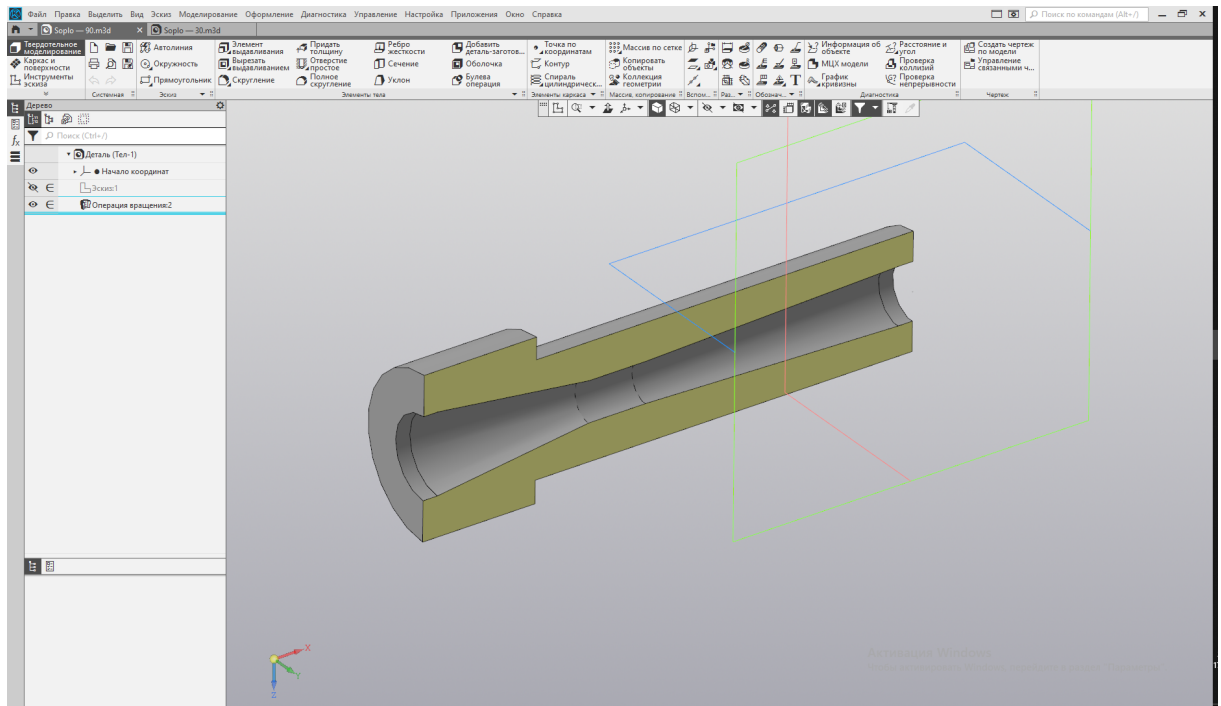 Файл Правка Выделить Вид Эскиз Моделирование Оформление Диагностика Управление Настройка Приложения Окно Справка
Поиск по командам (Alt+/)
Soplo — 90.m3d
Soplo — 30.m3d
Твердотельное моделирование
Каркас и поверхности
Инструменты эскиза
Системная
Автолиния
Окружность
Прямоугольник
Эскиз
Элемент выдавливания
Вырезать выдавливанием
Скругление
Придать толщину
Отверстие простое
Полное скругление
Ребро жесткости
Сечение
Уклон
Добавить деталь-заготов...
Оболочка
Булева операция
Элементы тела
Точка по координатам
Контур
Спираль цилиндрическ...
Элементы каркаса
Массив по сетке
Копировать объекты
Коллекция геометрии
Массив, копирование
Вспом...
Раз...
Обознач...
Информация об объекте
МЦХ модели
График кривизны
Расстояние и угол
Проверка коллизий
Проверка непрерывности
Диагностика
Создать чертеж по модели
Управление связанными ч...
Чертеж
Дерево
Поиск (Ctrl+/)
Деталь (Тел-1)
Начало координат
Эскиз:1
Операция вращения:2
X
Y
Z
Активация Windows